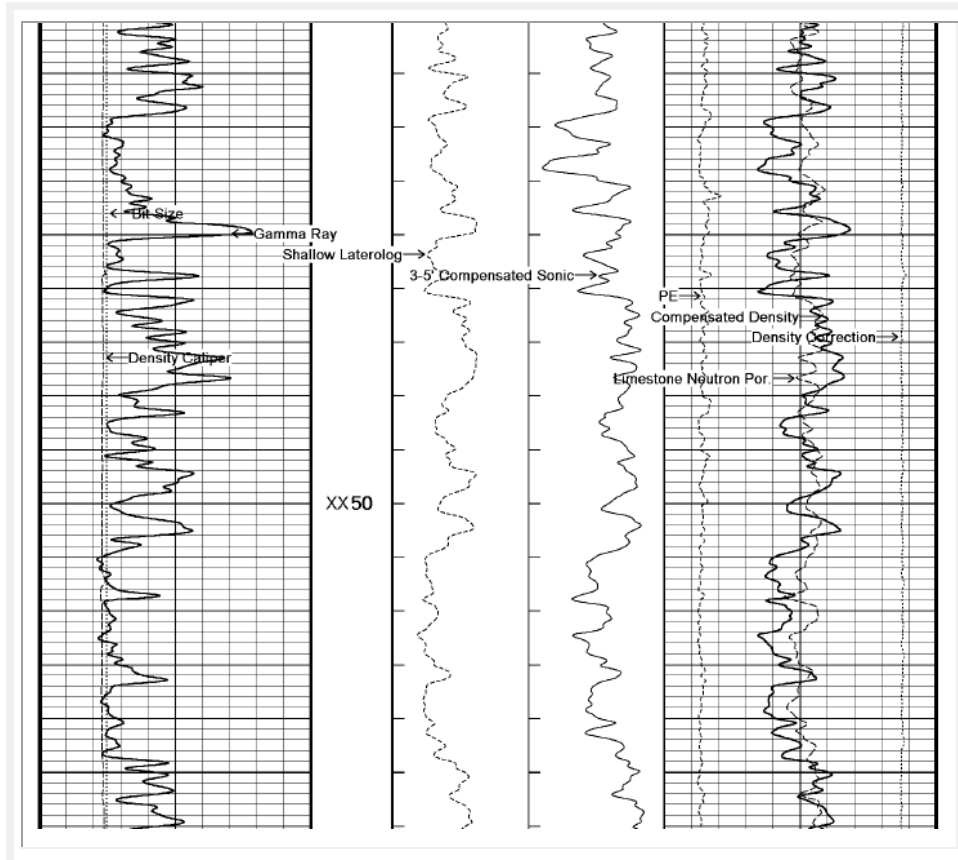 Bit Size
Gamma Ray
Shallow Laterolog
3-5' Compensated Sonic
PE
Compensated Density
Density Correction
Density Caliper
Limestone Neutron Por.
XX50